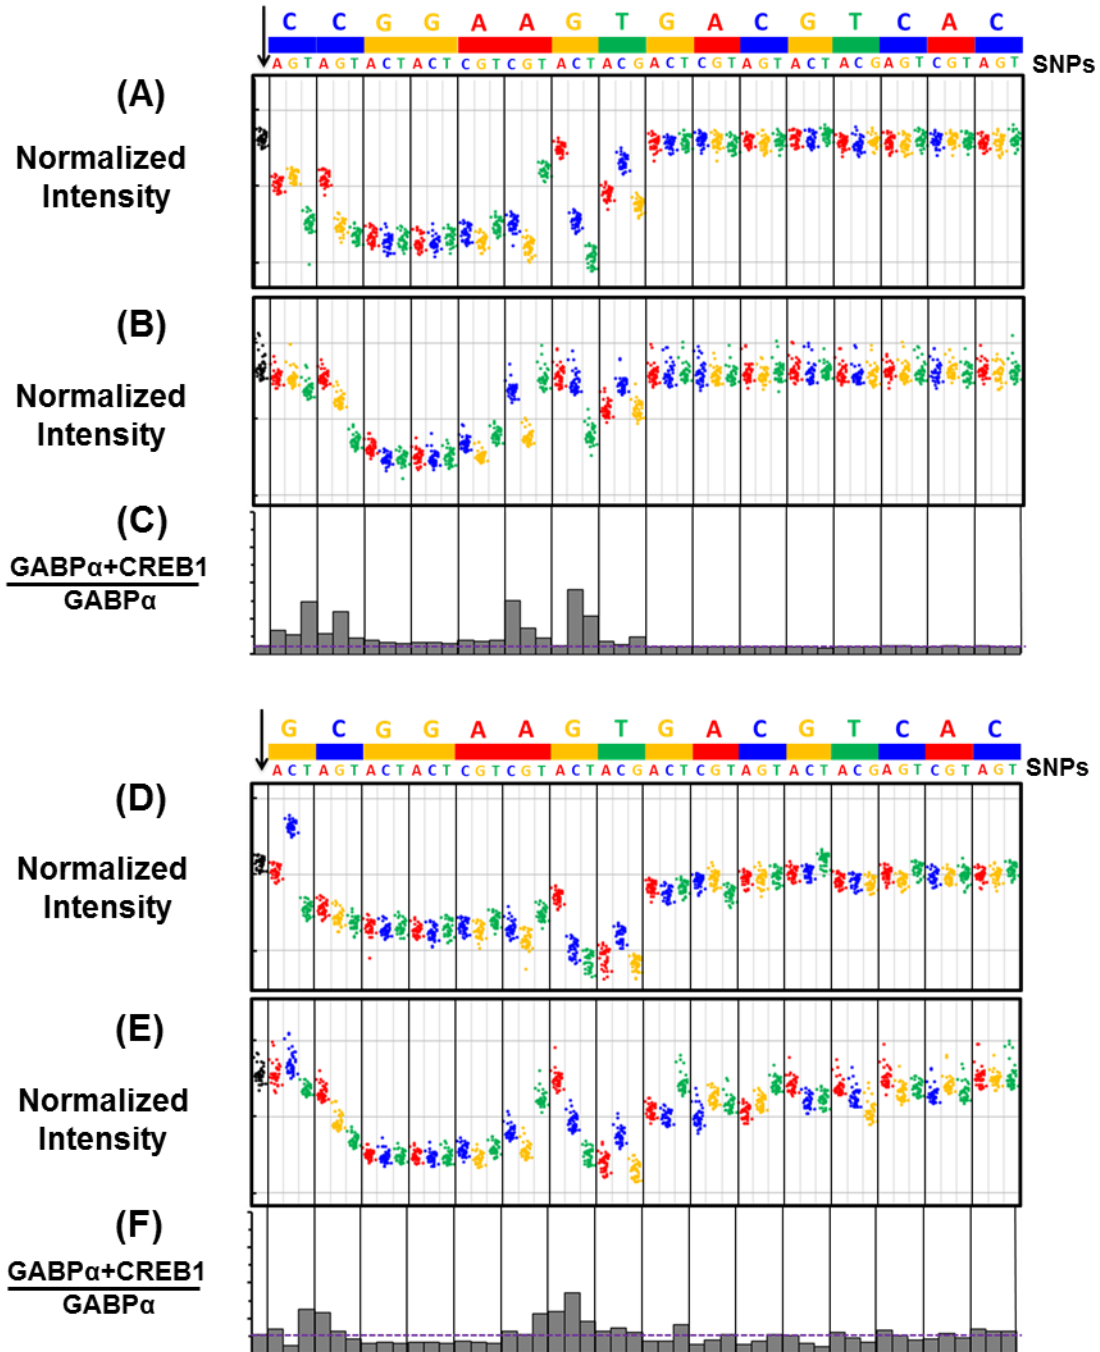 C C G G A A G T G A C G T C A C
A G T A G T A C T A C T C G T C G T A C T A C G A C T C G T A G T A C T A C G A G T C G T A G T SNPs
(A)
Normalized
Intensity
(B)
Normalized
Intensity
(C)
GABPα+CREB1
GABPα
G C G G A A G T G A C G T C A C
A C T A G T A C T A C T C G T C G T A C T A C G A C T C G T A G T A C T A C G A G T C G T A G T SNPs
(D)
Normalized
Intensity
(E)
Normalized
Intensity
(F)
GABPα+CREB1
GABPα